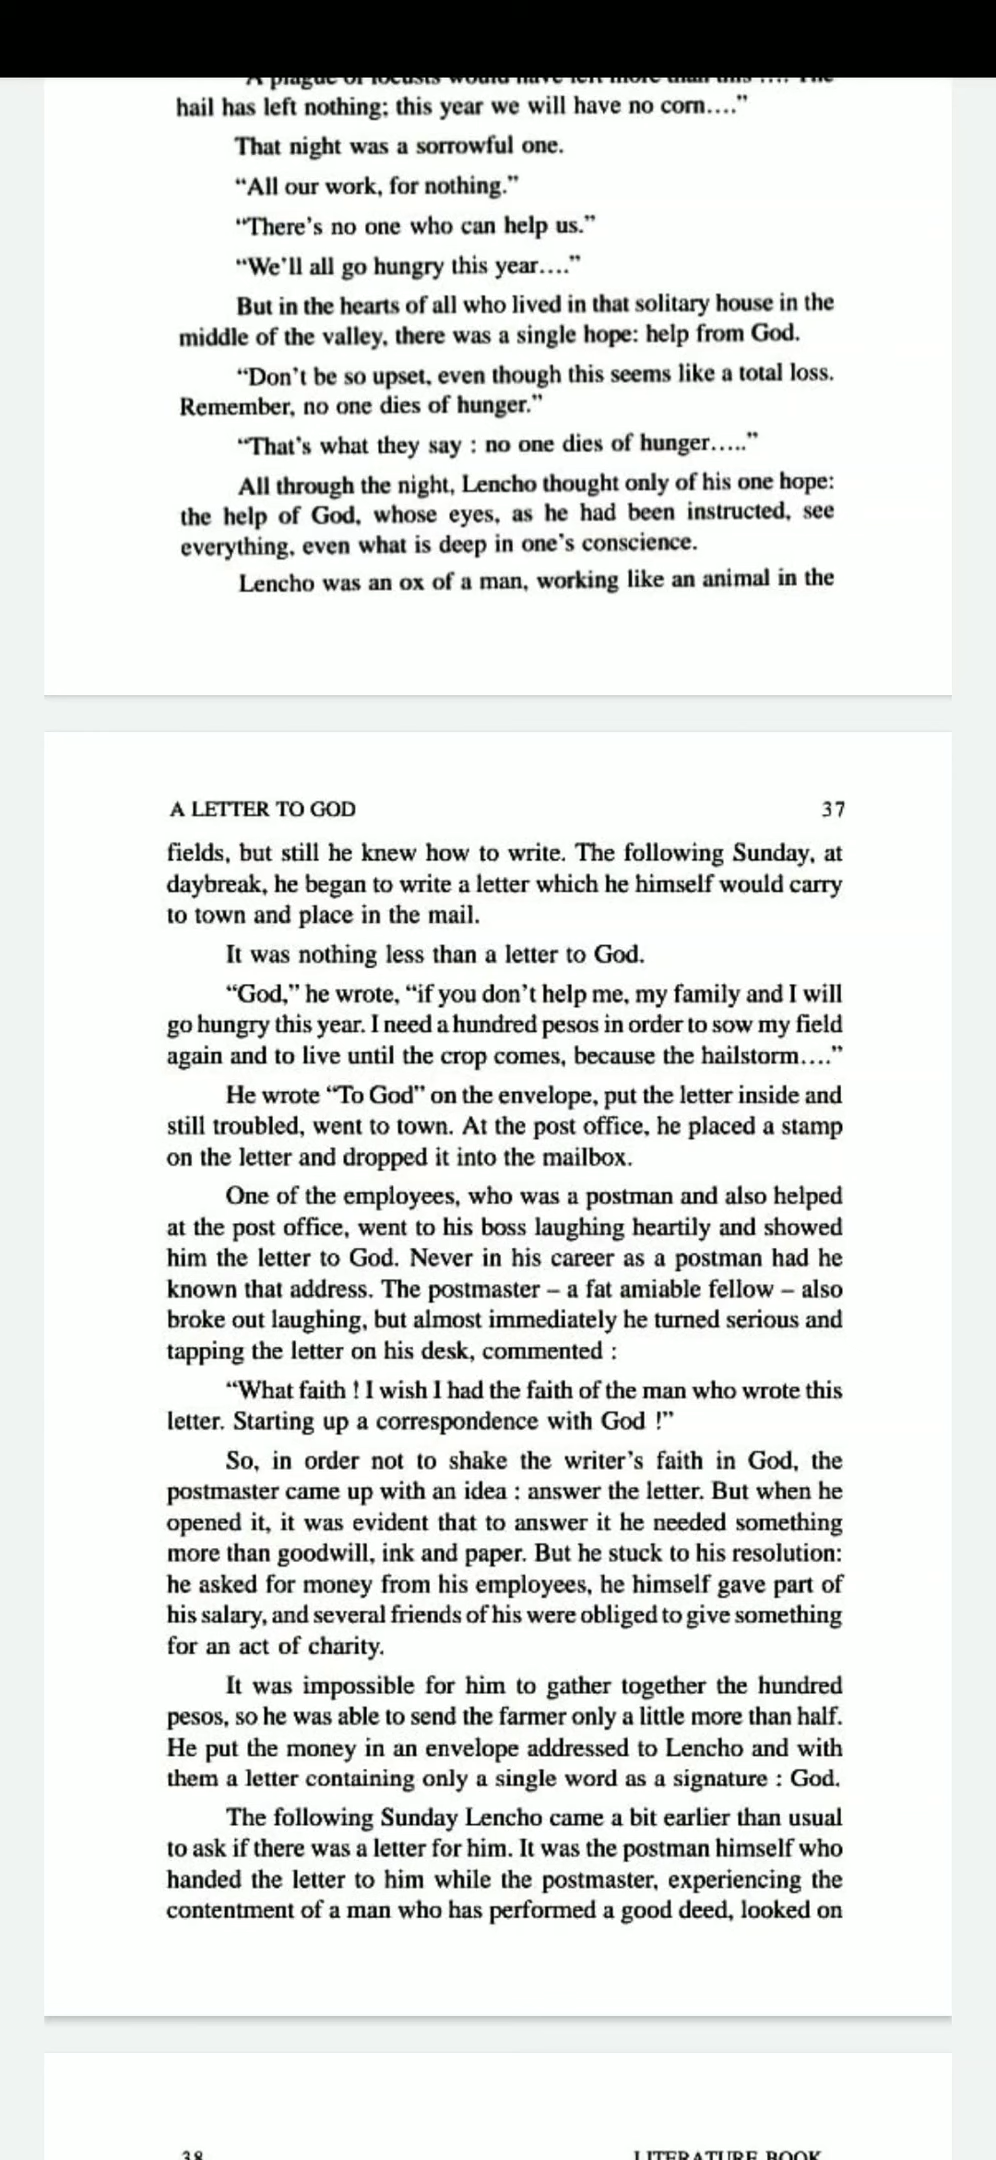 A plague of locusts would have left more than this .... The
hail has left nothing; this year we will have no corn....”
That night was a sorrowful one.
“All our work, for nothing.”
“There’s no one who can help us.”
“We’ll all go hungry this year....”
But in the hearts of all who lived in that solitary house in the
middle of the valley, there was a single hope: help from God.
“Don’t be so upset, even though this seems like a total loss.
Remember, no one dies of hunger.”
“That’s what they say : no one dies of hunger.....”
All through the night, Lencho thought only of his one hope:
the help of God, whose eyes, as he had been instructed, see
everything, even what is deep in one’s conscience.
Lencho was an ox of a man, working like an animal in the
A LETTER TO GOD 37
fields, but still he knew how to write. The following Sunday, at
daybreak, he began to write a letter which he himself would carry
to town and place in the mail.
It was nothing less than a letter to God.
“God,” he wrote, “if you don’t help me, my family and I will
go hungry this year. I need a hundred pesos in order to sow my field
again and to live until the crop comes, because the hailstorm....”
He wrote “To God” on the envelope, put the letter inside and
still troubled, went to town. At the post office, he placed a stamp
on the letter and dropped it into the mailbox.
One of the employees, who was a postman and also helped
at the post office, went to his boss laughing heartily and showed
him the letter to God. Never in his career as a postman had he
known that address. The postmaster – a fat amiable fellow – also
broke out laughing, but almost immediately he turned serious and
tapping the letter on his desk, commented :
“What faith ! I wish I had the faith of the man who wrote this
letter. Starting up a correspondence with God !”
So, in order not to shake the writer’s faith in God, the
postmaster came up with an idea : answer the letter. But when he
opened it, it was evident that to answer it he needed something
more than goodwill, ink and paper. But he stuck to his resolution:
he asked for money from his employees, he himself gave part of
his salary, and several friends of his were obliged to give something
for an act of charity.
It was impossible for him to gather together the hundred
pesos, so he was able to send the farmer only a little more than half.
He put the money in an envelope addressed to Lencho and with
them a letter containing only a single word as a signature : God.
The following Sunday Lencho came a bit earlier than usual
to ask if there was a letter for him. It was the postman himself who
handed the letter to him while the postmaster, experiencing the
contentment of a man who has performed a good deed, looked on
38 LITERATURE BOOK